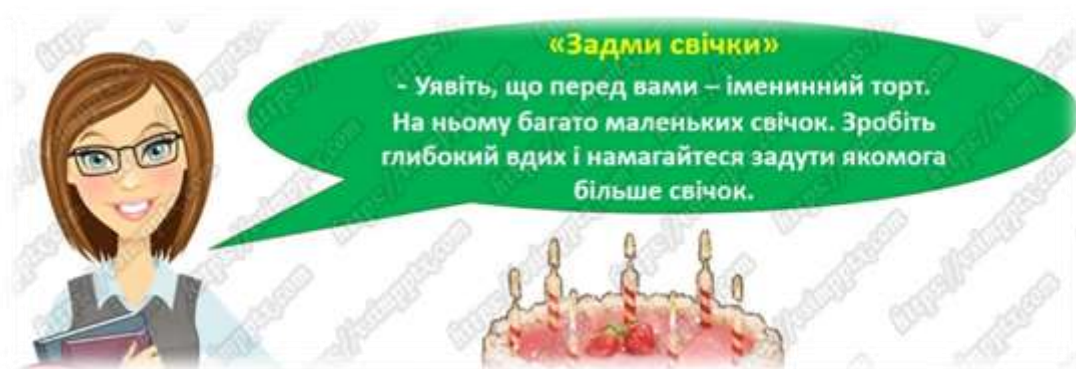 «Задми свічки»
- Уявіть, що перед вами – іменинний торт.
На ньому багато маленьких свічок. Зробіть
глибокий вдих і намагайтеся задути якомога
більше свічок.